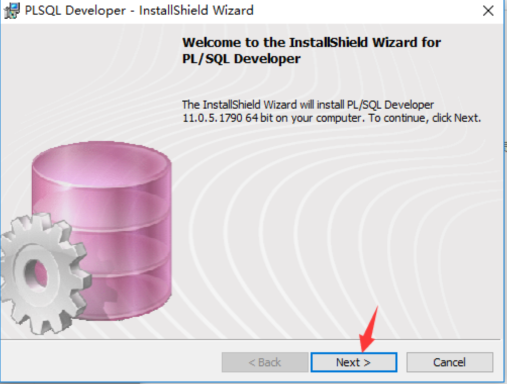 PLSQL Developer - InstallShield Wizard
Welcome to the InstallShield Wizard for
PL/SQL Developer
The InstallShield Wizard will install PL/SQL Developer
11.0.5.1790 64 bit on your computer. To continue, click Next.
< Back
Next >
Cancel